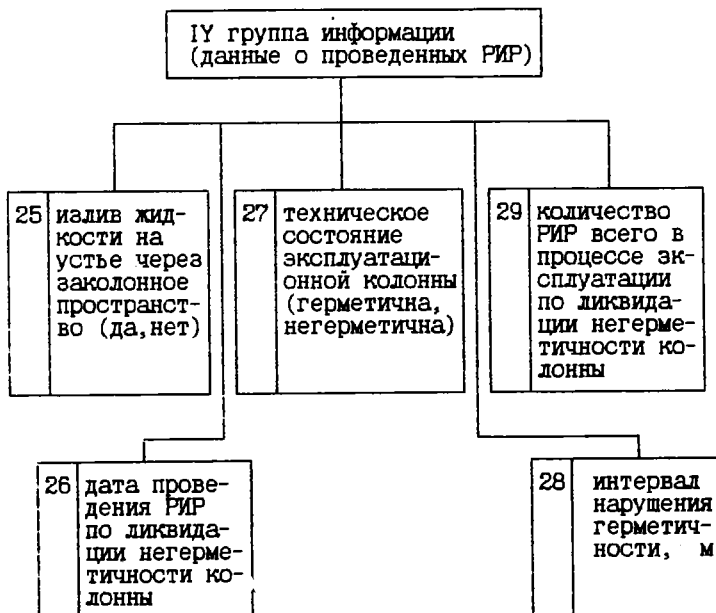 IY группа информации
(данные о проведенных РИР)
25
излив жид-
кости на
устье через
заколонное
пространст-
во (да,нет)
27
техническое
состояние
эксплуатаци-
онной колонны
(герметична,
негерметична)
29
количество
РИР всего в
процессе эк-
сплуатации
по ликвида-
ции негерме-
тичности ко-
лонны
26
дата прове-
дения РИР
по ликвида-
ции негерме-
тичности ко-
лонны
28
интервал
нарушения
герметич-
ности, м